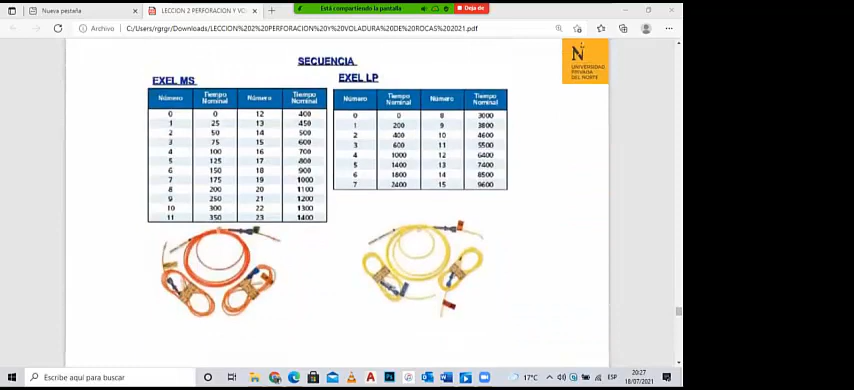 Nueva pestaña
LECCION 2 PERFORACION Y VO
Está compartiendo la pantalla
Deja de
Archivo
C:/Users/rgrgr/Downloads/LECCION%202%20PERFORACION%20Y%20VOLADURA%20DE%20ROCAS%202021.pdf
SECUENCIA
N
UNIVERSIDAD
PRIVADA
DEL NORTE
EXEL MS
Número Tiempo Nominal Número Tiempo Nominal
0 0 12 400
1 25 13 450
2 50 14 500
3 75 15 600
4 100 16 700
5 125 17 800
6 150 18 900
7 175 19 1000
8 200 20 1100
9 250 21 1200
10 300 22 1300
11 350 23 1400
EXEL LP
Número Tiempo Nominal Número Tiempo Nominal
0 0 8 3000
1 200 9 3800
2 400 10 4600
3 600 11 5500
4 1000 12 6400
5 1400 13 7400
6 1800 14 8500
7 2400 15 9600
Escribe aquí para buscar
17°C
ESP
20:27
18/07/2021